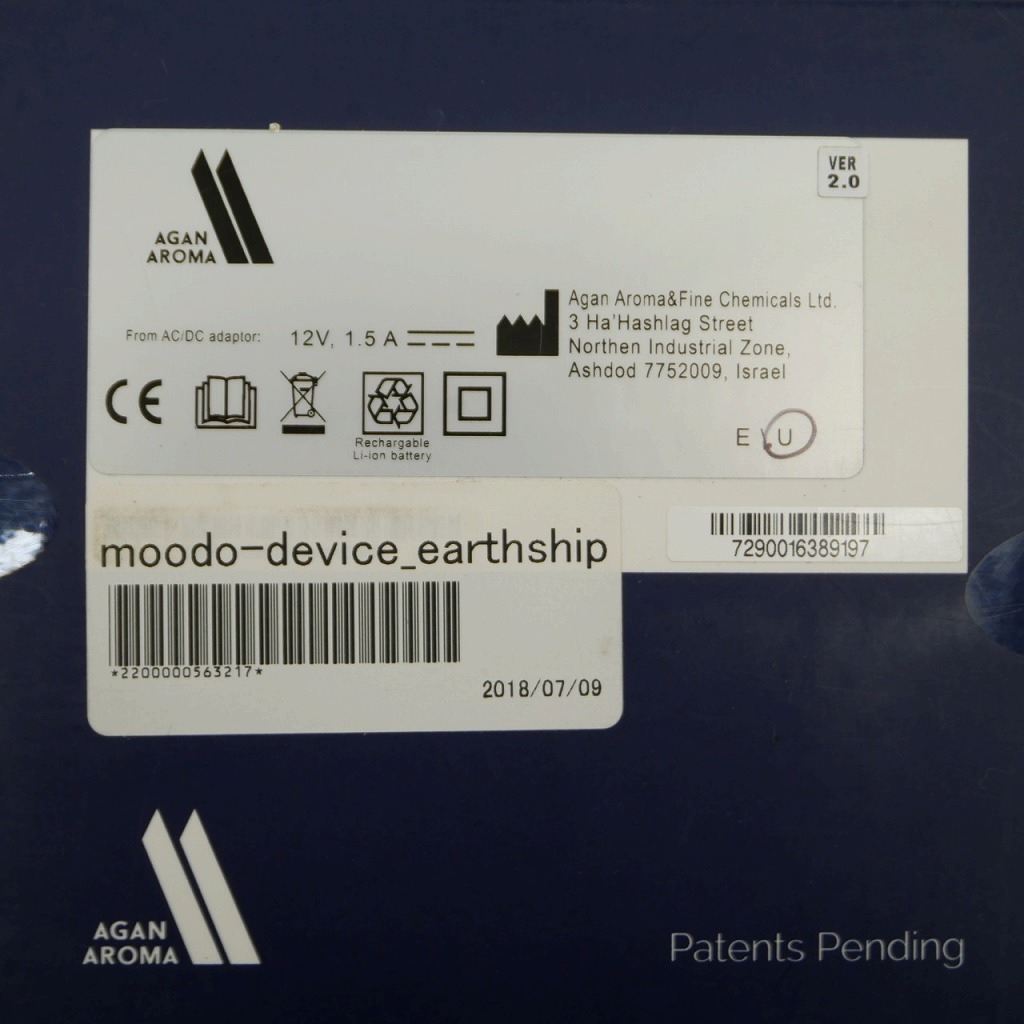 VER
2.0
AGAN
AROMA
Agan Aroma&Fine Chemicals Ltd.
3 Ha'Hashlag Street
Northen Industrial Zone,
Ashdod 7752009, Israel
From AC/DC adaptor: 12V, 1.5 A
CE
Rechargable
Li-ion battery
E U
7290016389197
moodo-device_earthship
*2200000563217*
2018/07/09
AGAN
AROMA
Patents Pending